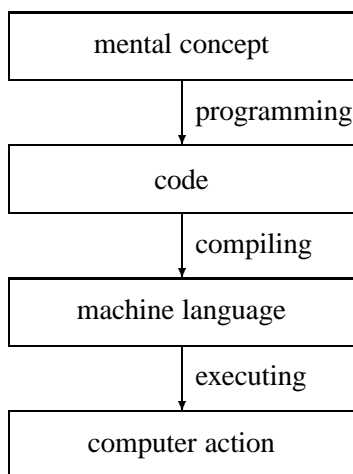 mental concept
programming
code
compiling
machine language
executing
computer action